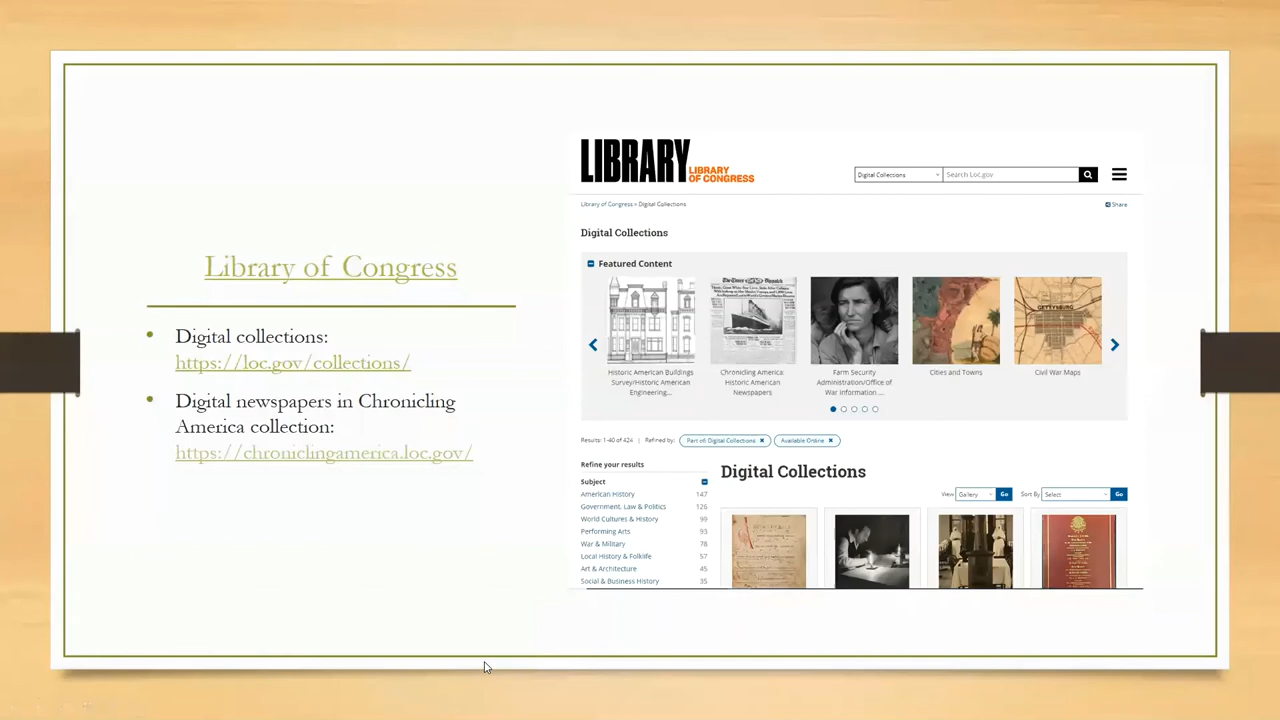 Library of Congress
• Digital collections:
https://loc.gov/collections/
• Digital newspapers in Chronicling
America collection:
https://chroniclingamerica.loc.gov/
LIBRARY
LIBRARY
OF CONGRESS
Digital Collections
Search Loc.gov
Library of Congress » Digital Collections
Share
Digital Collections
Featured Content
Historic American Buildings
Survey/Historic American
Engineering...
Chronicling America:
Historic American
Newspapers
Farm Security
Administration/Office of
War Information ...
Cities and Towns
GETTYSBURG
Civil War Maps
Results: 1-40 of 424 | Refined by:
Part of: Digital Collections ✖
Available Online ✖
Refine your results
Subject
American History 147
Government, Law & Politics 126
World Cultures & History 99
Performing Arts 93
War & Military 78
Local History & Folklife 57
Art & Architecture 45
Social & Business History 35
Digital Collections
View Gallery Go
Sort By Select Go